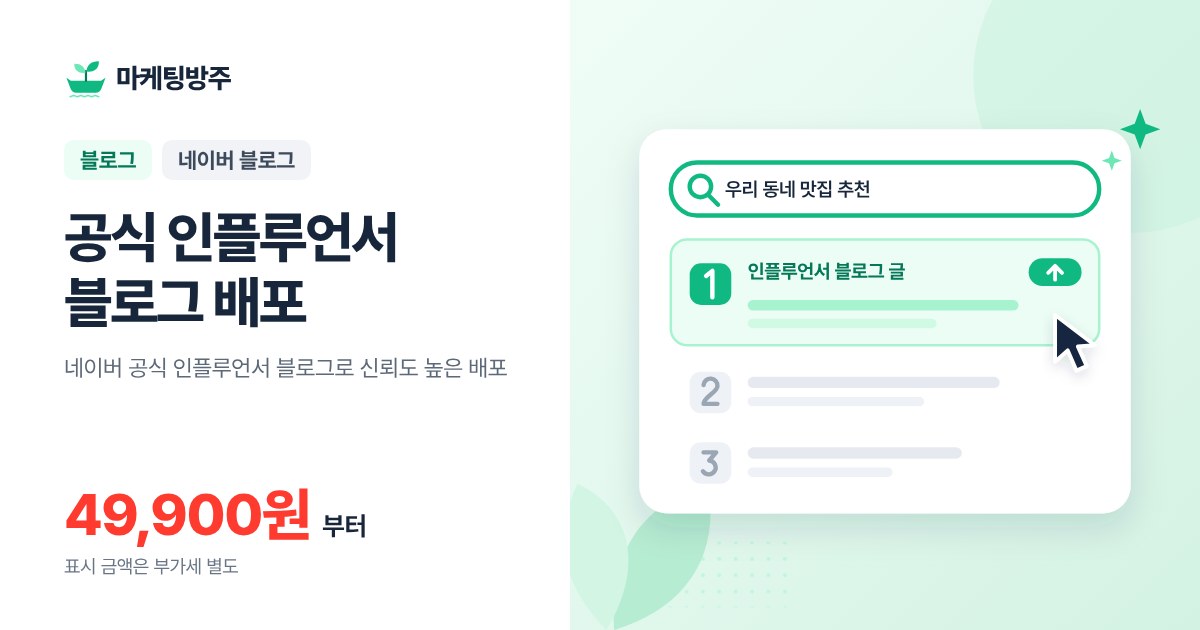 마케팅방주
블로그
네이버 블로그
공식 인플루언서
블로그 배포
네이버 공식 인플루언서 블로그로 신뢰도 높은 배포
49,900원 부터
표시 금액은 부가세 별도
우리 동네 맛집 추천
1
인플루언서 블로그 글
2
3